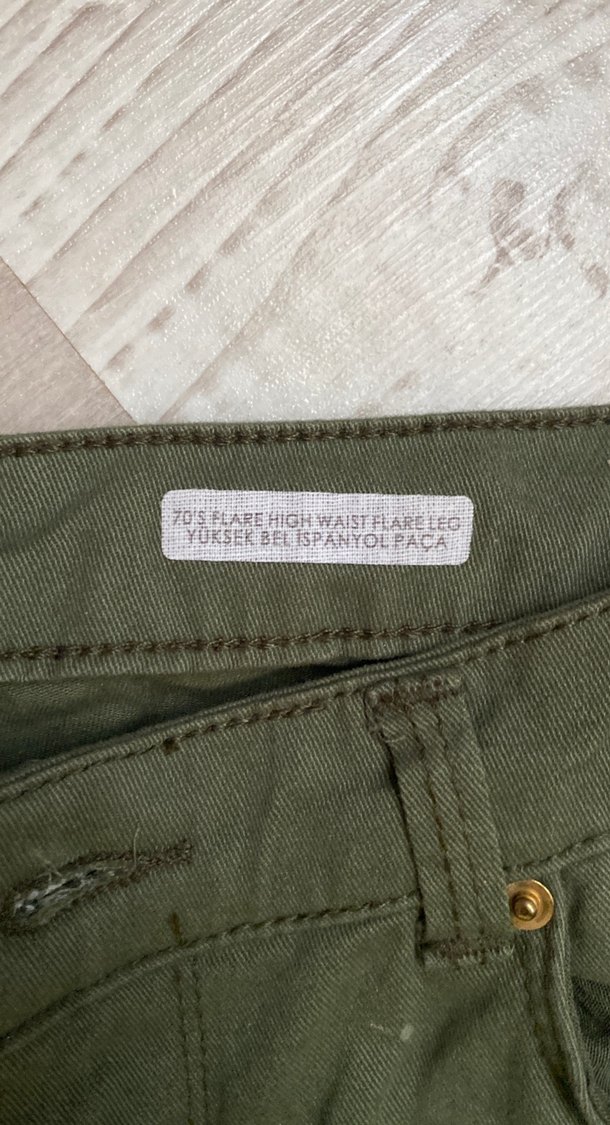 70'S FLARE HIGH WAIST FLARE LEG
YÜKSEK BEL İSPANYOL PAÇA